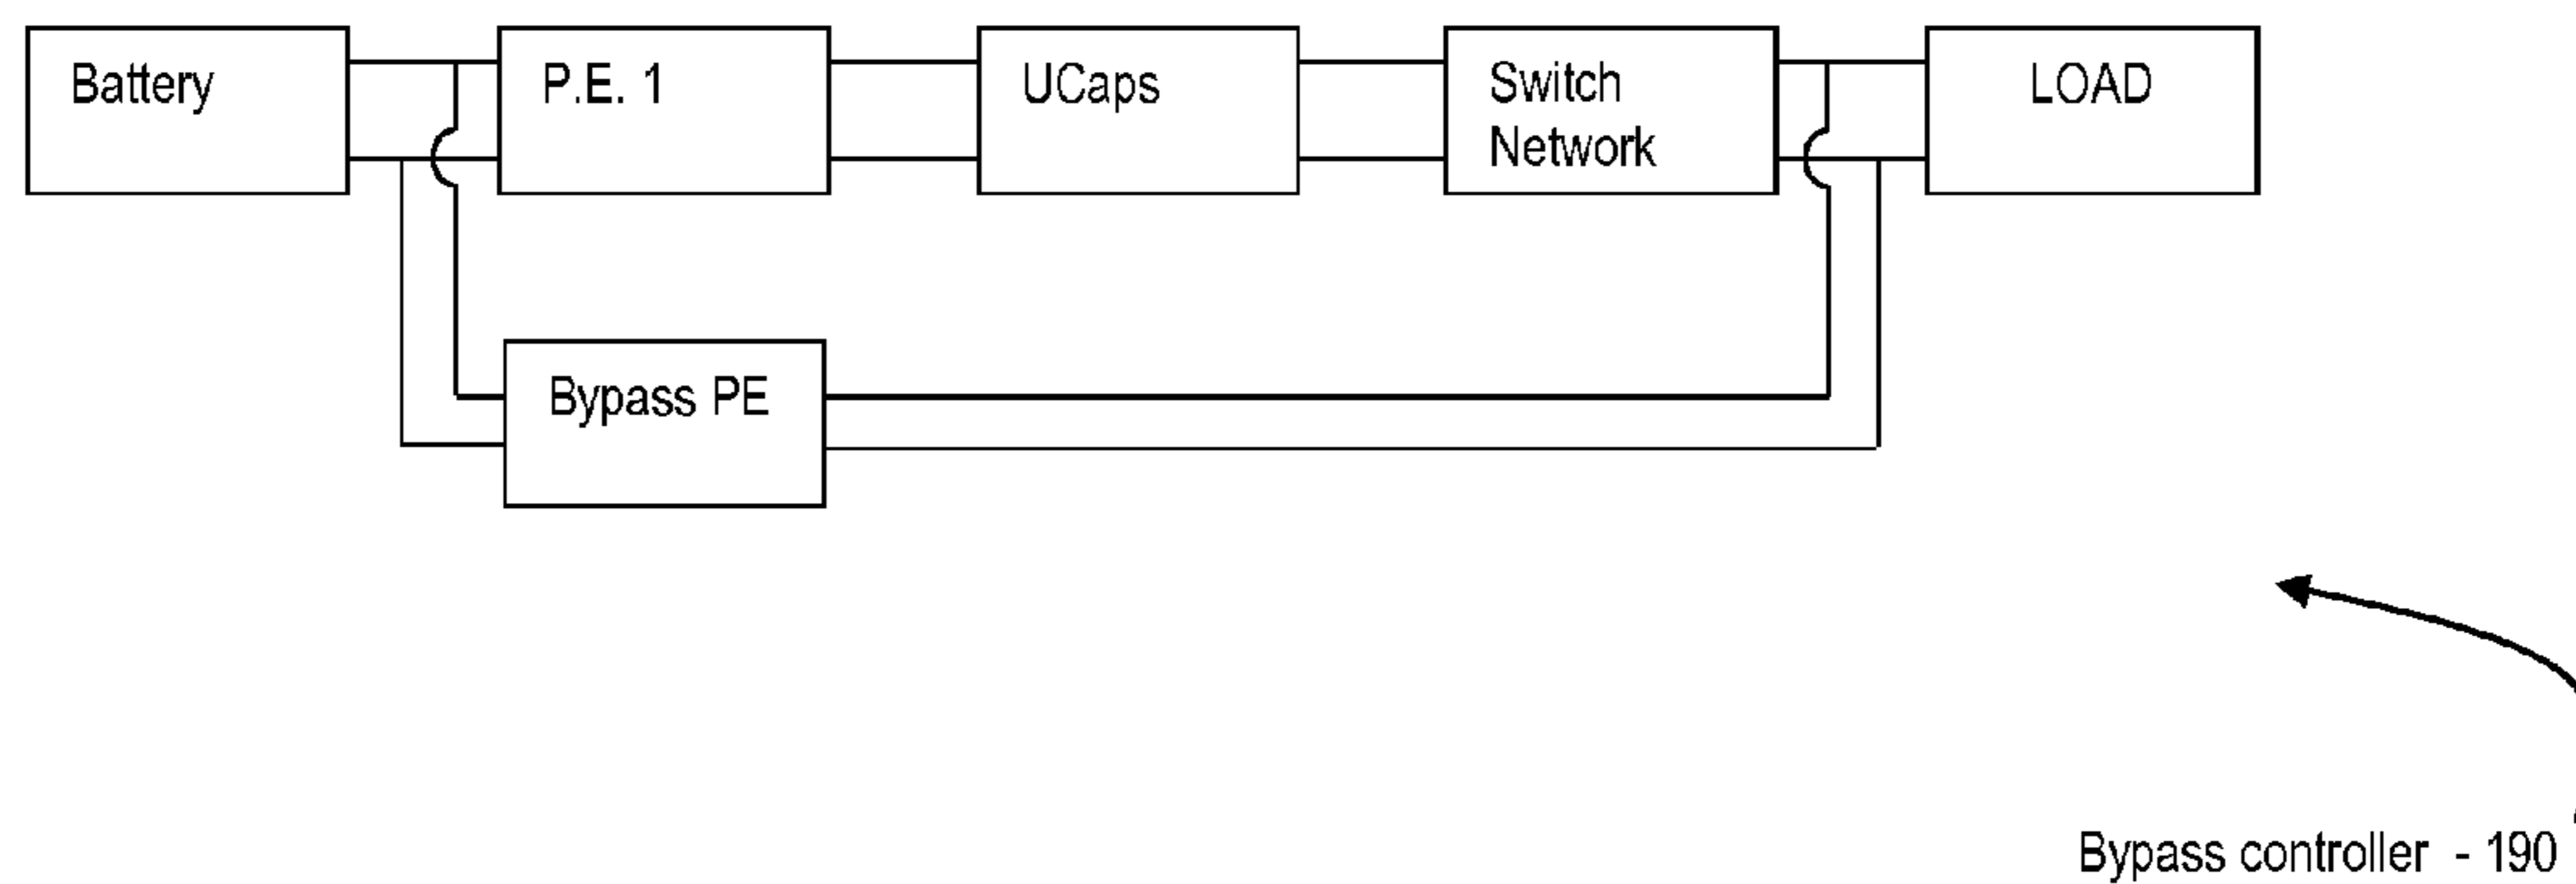 Battery
P.E. 1
UCaps
Switch
Network
LOAD
Bypass PE
Bypass controller - 190